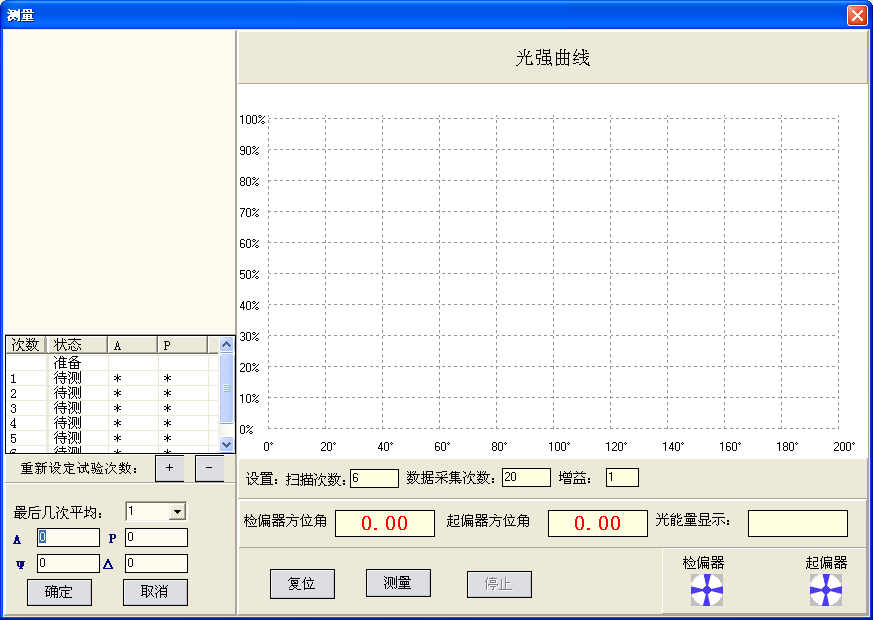 测量
光强曲线
100%
90%
80%
70%
60%
50%
40%
30%
20%
10%
0%
0° 20° 40° 60° 80° 100° 120° 140° 160° 180° 200°
次数 状态 A P
准备
1 待测 * *
2 待测 * *
3 待测 * *
4 待测 * *
5 待测 * *
6 待测 * *
重新设定试验次数： + -
最后几次平均： 1
A 0 P 0
Ψ 0 Δ 0
确定 取消
设置： 扫描次数： 6 数据采集次数： 20 增益： 1
检偏器方位角 0.00 起偏器方位角 0.00 光能量显示：
复位 测量 停止
检偏器 起偏器